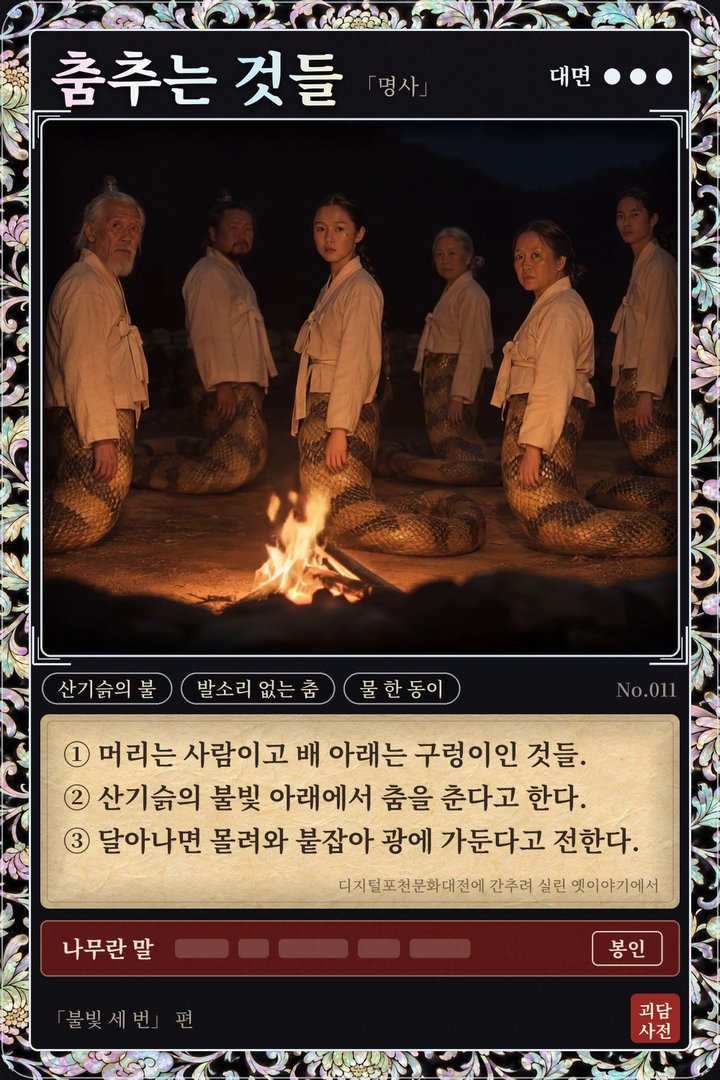 춤추는 것들 「명사」 대면 ●●●
산기슭의 불 발소리 없는 춤 물 한 동이 No.011
① 머리는 사람이고 배 아래는 구렁이인 것들.
② 산기슭의 불빛 아래에서 춤을 춘다고 한다.
③ 달아나면 몰려와 붙잡아 광에 가둔다고 전한다.
디지털포천문화대전에 간추려 실린 옛이야기에서
나무란 말 봉인
「불빛 세 번」 편
괴담
사전